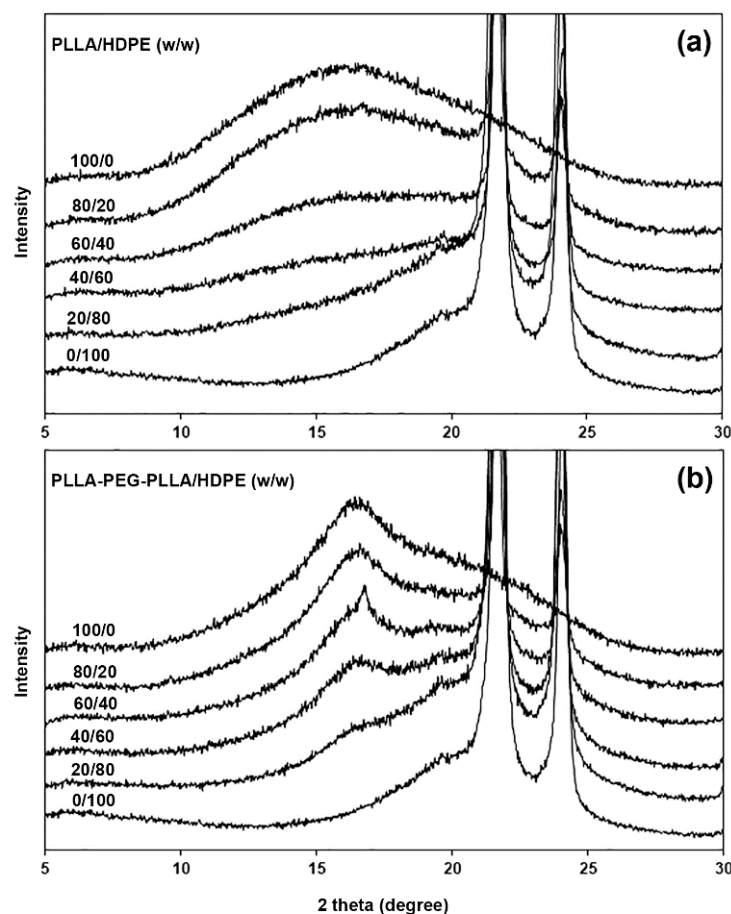 PLLA/HDPE (w/w)
(a)
100/0
80/20
60/40
40/60
20/80
0/100
Intensity
5 10 15 20 25 30
PLLA-PEG-PLLA/HDPE (w/w)
(b)
100/0
80/20
60/40
40/60
20/80
0/100
Intensity
5 10 15 20 25 30
2 theta (degree)